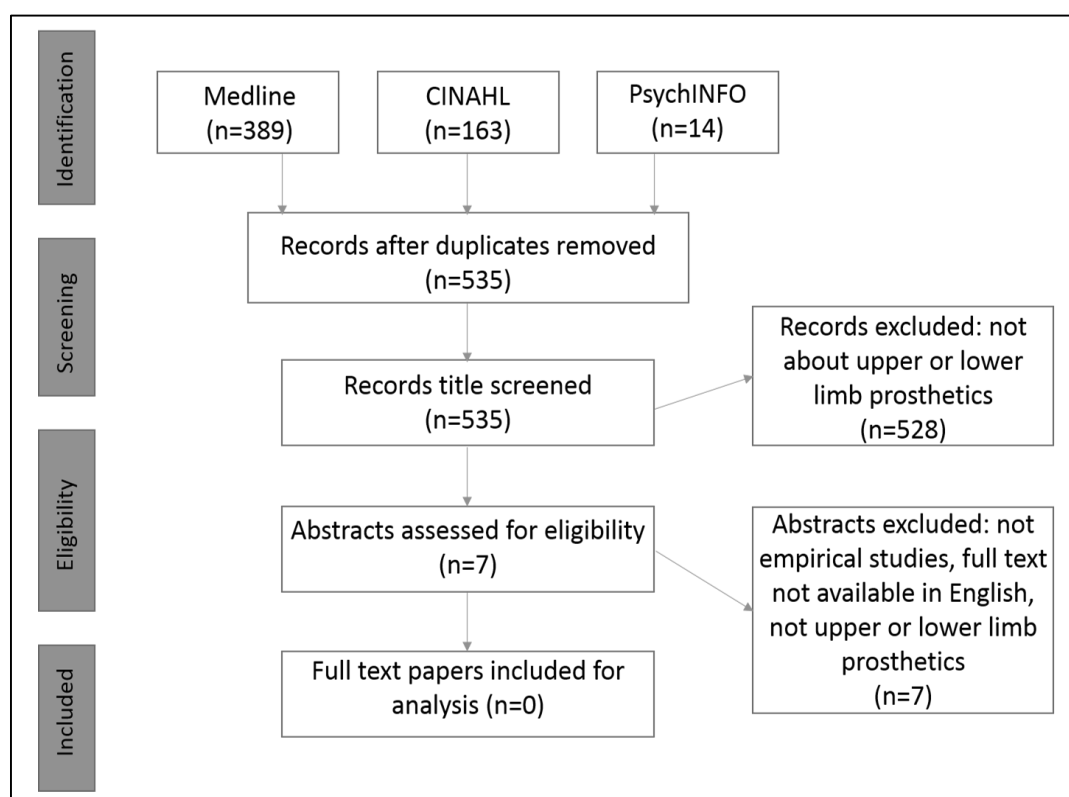 Identification
Medline
(n=389)
CINAHL
(n=163)
PsychINFO
(n=14)
Records after duplicates removed
(n=535)
Screening
Records title screened
(n=535)
Records excluded: not
about upper or lower
limb prosthetics
(n=528)
Eligibility
Abstracts assessed for eligibility
(n=7)
Abstracts excluded: not
empirical studies, full text
not available in English,
not upper or lower limb
prosthetics
(n=7)
Included
Full text papers included for
analysis (n=0)